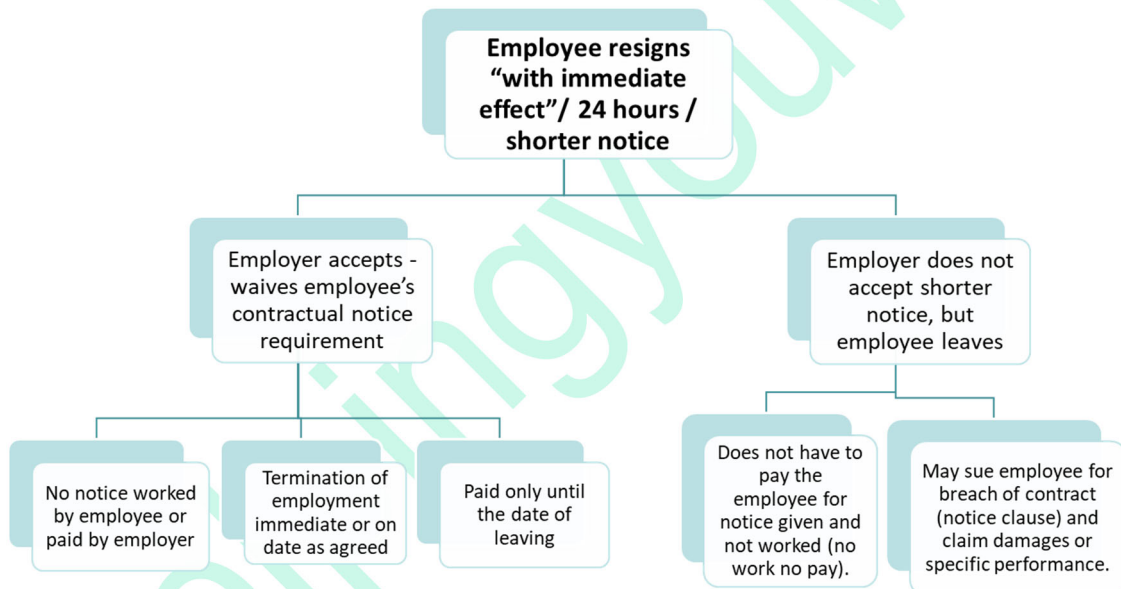 Employee resigns
“with immediate
effect”/ 24 hours /
shorter notice
Employer accepts -
waives employee’s
contractual notice
requirement
Employer does not
accept shorter
notice, but
employee leaves
No notice worked
by employee or
paid by employer
Termination of
employment
immediate or on
date as agreed
Paid only until
the date of
leaving
Does not have to
pay the
employee for
notice given and
not worked (no
work no pay).
May sue employee for
breach of contract
(notice clause) and
claim damages or
specific performance.